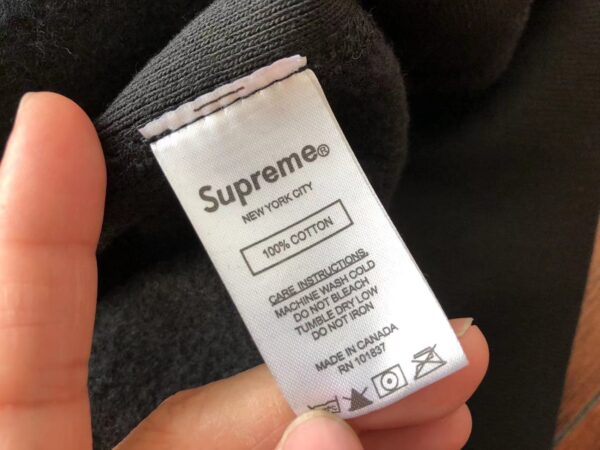 Supreme®
NEW YORK CITY
100% COTTON
CARE INSTRUCTIONS:
MACHINE WASH COLD
DO NOT BLEACH
TUMBLE DRY LOW
DO NOT IRON
MADE IN CANADA
RN 101837